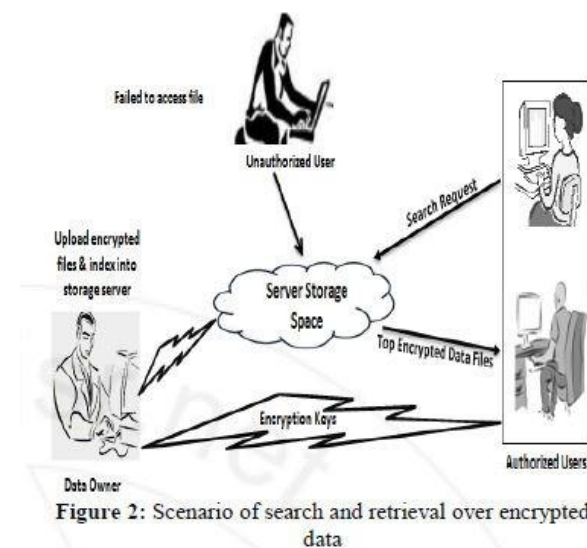 Failed to access file
Unauthorized User
Search Request
Upload encrypted
files & index into
storage server
Server Storage
Space
Top Encrypted Data Files
Encryption Keys
Data Owner
Authorized Users
Figure 2: Scenario of search and retrieval over encrypted
data